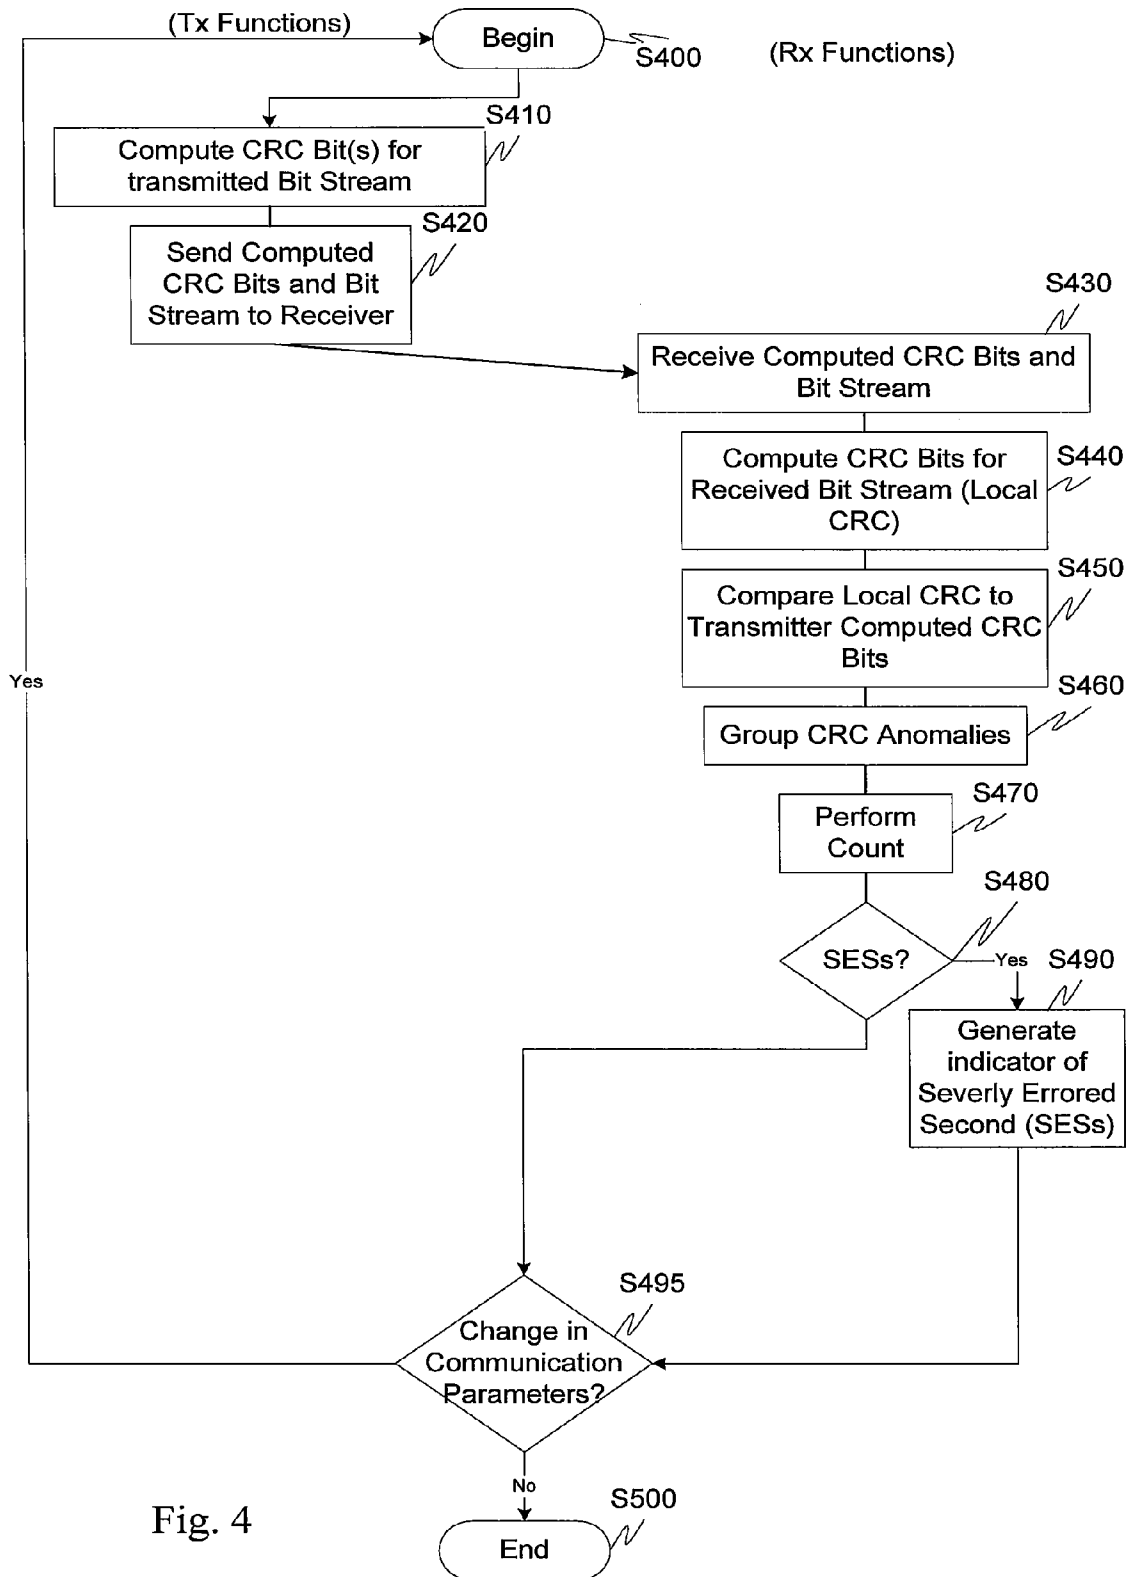 (Tx Functions)
Begin
S400
(Rx Functions)
S410
Compute CRC Bit(s) for
transmitted Bit Stream
S420
Send Computed
CRC Bits and Bit
Stream to Receiver
S430
Receive Computed CRC Bits and
Bit Stream
S440
Compute CRC Bits for
Received Bit Stream (Local
CRC)
S450
Compare Local CRC to
Transmitter Computed CRC
Bits
S460
Group CRC Anomalies
S470
Perform
Count
S480
SESs?
Yes
S490
Generate
indicator of
Severly Errored
Second (SESs)
Yes
S495
Change in
Communication
Parameters?
No
S500
End
Fig. 4